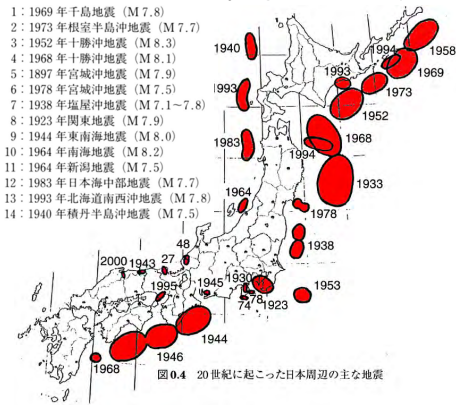 1：1969 年千島地震（M 7.8）
2：1973 年根室半島沖地震（M 7.7）
3：1952 年十勝沖地震（M 8.3）
4：1968 年十勝沖地震（M 8.1）
5：1897 年宮城沖地震（M 7.9）
6：1978 年宮城沖地震（M 7.5）
7：1938 年塩屋沖地震（M 7.1～7.8）
8：1923 年関東地震（M 7.9）
9：1944 年東南海地震（M 8.0）
10：1964 年南海地震（M 8.2）
11：1964 年新潟地震（M 7.5）
12：1983 年日本海中部地震（M 7.7）
13：1993 年北海道南西沖地震（M 7.8）
14：1940 年積丹半島沖地震（M 7.5）
1940
1994
1958
1993
1993
1969
1973
1952
1983
1968
1994
1933
1964
1978
48
1938
2000
1943
27
1995
1945
1930
78
74
1923
1953
1944
1946
1968
図0.4 20世紀に起こった日本周辺の主な地震